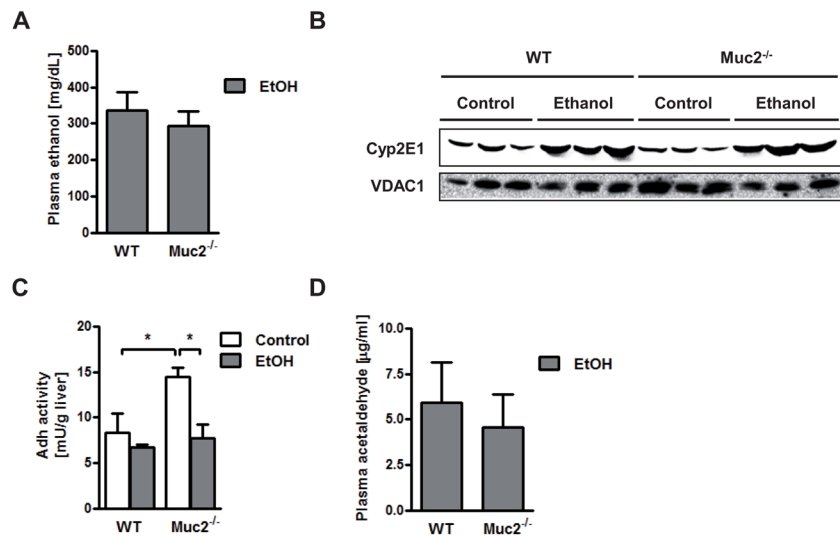 A
Plasma ethanol [mg/dL]
500
400
300
200
100
0
WT
Muc2-/-
EtOH
B
WT
Muc2-/-
Control
Ethanol
Control
Ethanol
Cyp2E1
VDAC1
C
Adh activity
[mU/g liver]
20
15
10
5
0
*
*
WT
Muc2-/-
Control
EtOH
D
Plasma acetaldehyde [µg/ml]
10.0
7.5
5.0
2.5
0.0
WT
Muc2-/-
EtOH